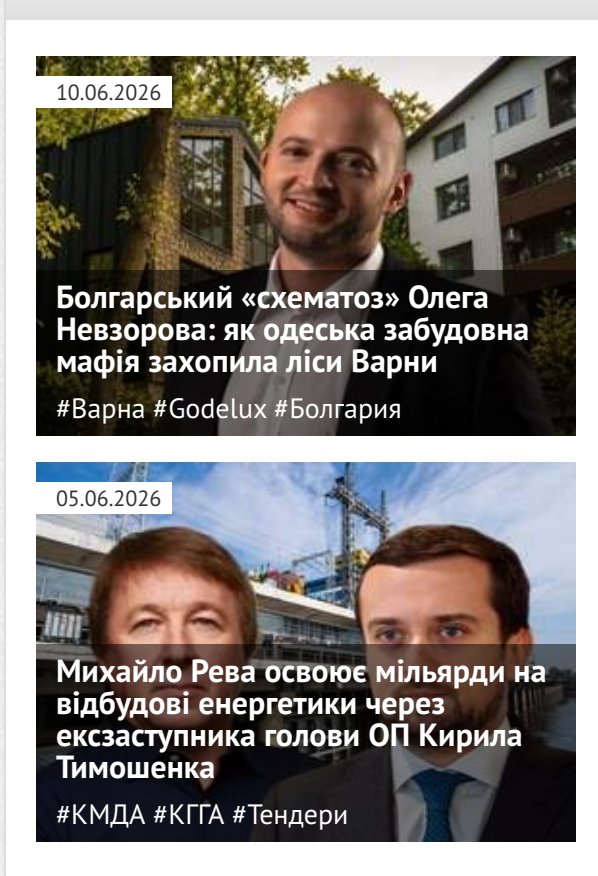 10.06.2026
Болгарський «схематоз» Олега
Невзорова: як одеська забудовна
мафія захопила ліси Варни
#Варна #Godelux #Болгария
05.06.2026
Михайло Рева освоює мільярди на
відбудові енергетики через
ексзаступника голови ОП Кирила
Тимошенка
#КМДА #КГГА #Тендери